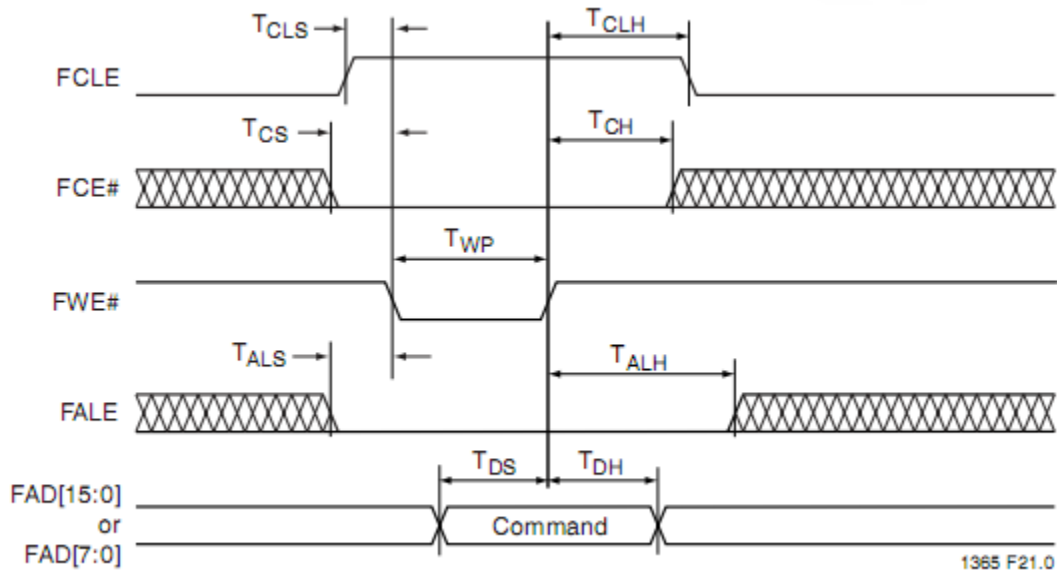 TCLS
TCLH
FCLE
TCS
TCH
FCE#
TWP
FWE#
TALS
TALH
FALE
TDS
TDH
FAD[15:0]
or
FAD[7:0]
Command
1365 F21.0